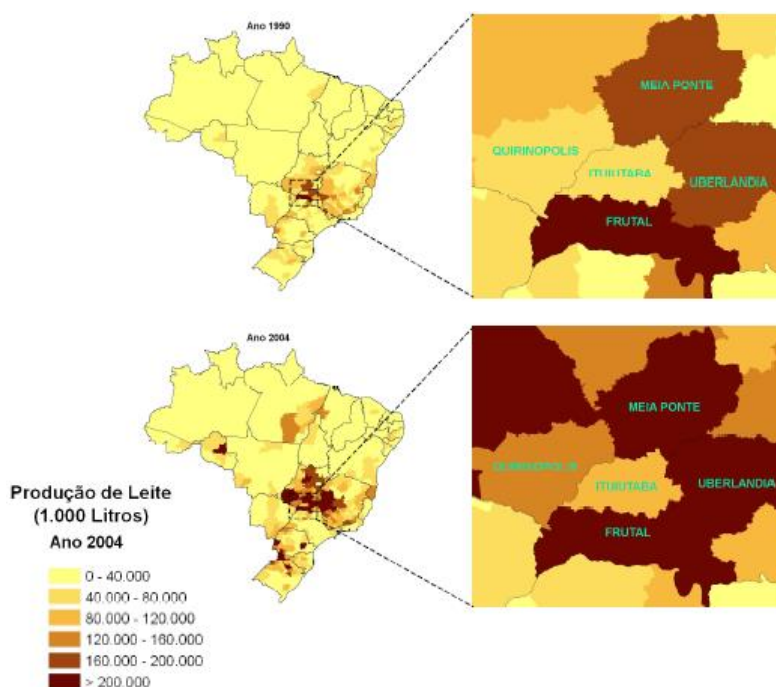 Ano 1990
MEIA PONTE
QUIRINOPOLIS
ITUIUTABA
UBERLANDIA
FRUTAL
Ano 2004
MEIA PONTE
QUIRINOPOLIS
ITUIUTABA
UBERLANDIA
FRUTAL
Produção de Leite
(1.000 Litros)
Ano 2004
0 - 40.000
40.000 - 80.000
80.000 - 120.000
120.000 - 160.000
160.000 - 200.000
> 200.000